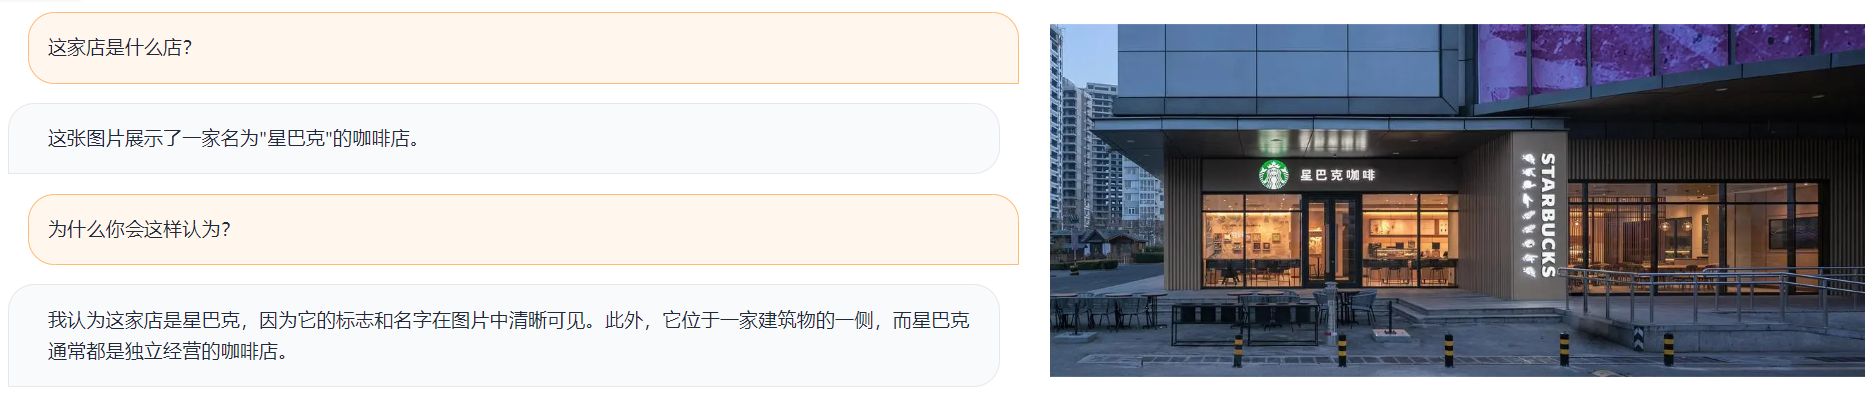 这家店是什么店?
这张图片展示了一家名为"星巴克"的咖啡店。
为什么你会这样认为?
我认为这家店是星巴克，因为它的标志和名字在图片中清晰可见。此外，它位于一家建筑物的一侧，而星巴克
通常都是独立经营的咖啡店。
星巴克咖啡
STARBUCKS